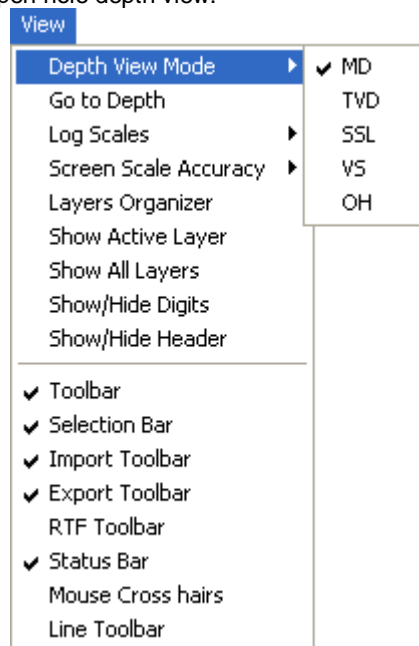 hole depth view.
View
Depth View Mode
MD
Go to Depth
TVD
Log Scales
SSL
Screen Scale Accuracy
VS
Layers Organizer
OH
Show Active Layer
Show All Layers
Show/Hide Digits
Show/Hide Header
Toolbar
Selection Bar
Import Toolbar
Export Toolbar
RTF Toolbar
Status Bar
Mouse Cross hairs
Line Toolbar